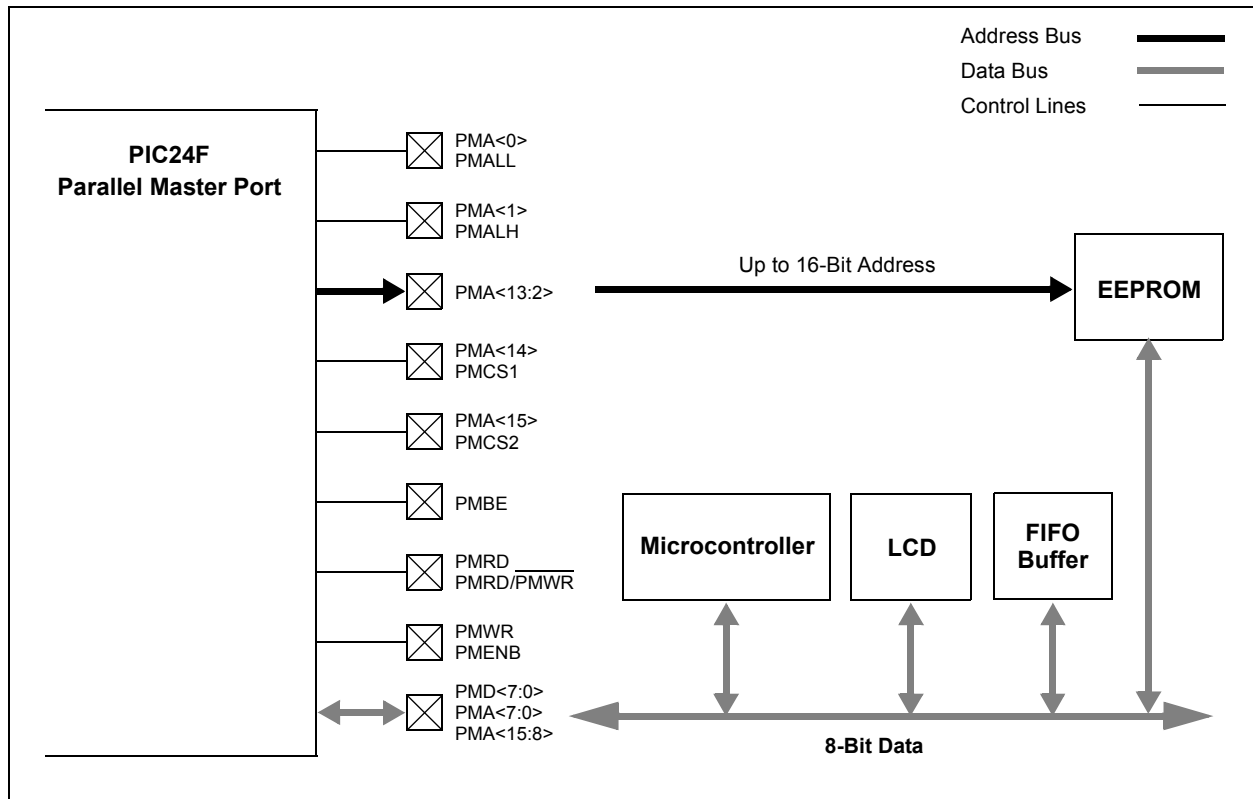 Address Bus
Data Bus
Control Lines
PIC24F
Parallel Master Port
PMA<0>
PMALL
PMA<1>
PMALH
PMA<13:2>
Up to 16-Bit Address
EEPROM
PMA<14>
PMCS1
PMA<15>
PMCS2
PMBE
PMRD
PMRD/PMWR
PMWR
PMENB
PMD<7:0>
PMA<7:0>
PMA<15:8>
Microcontroller
LCD
FIFO
Buffer
8-Bit Data